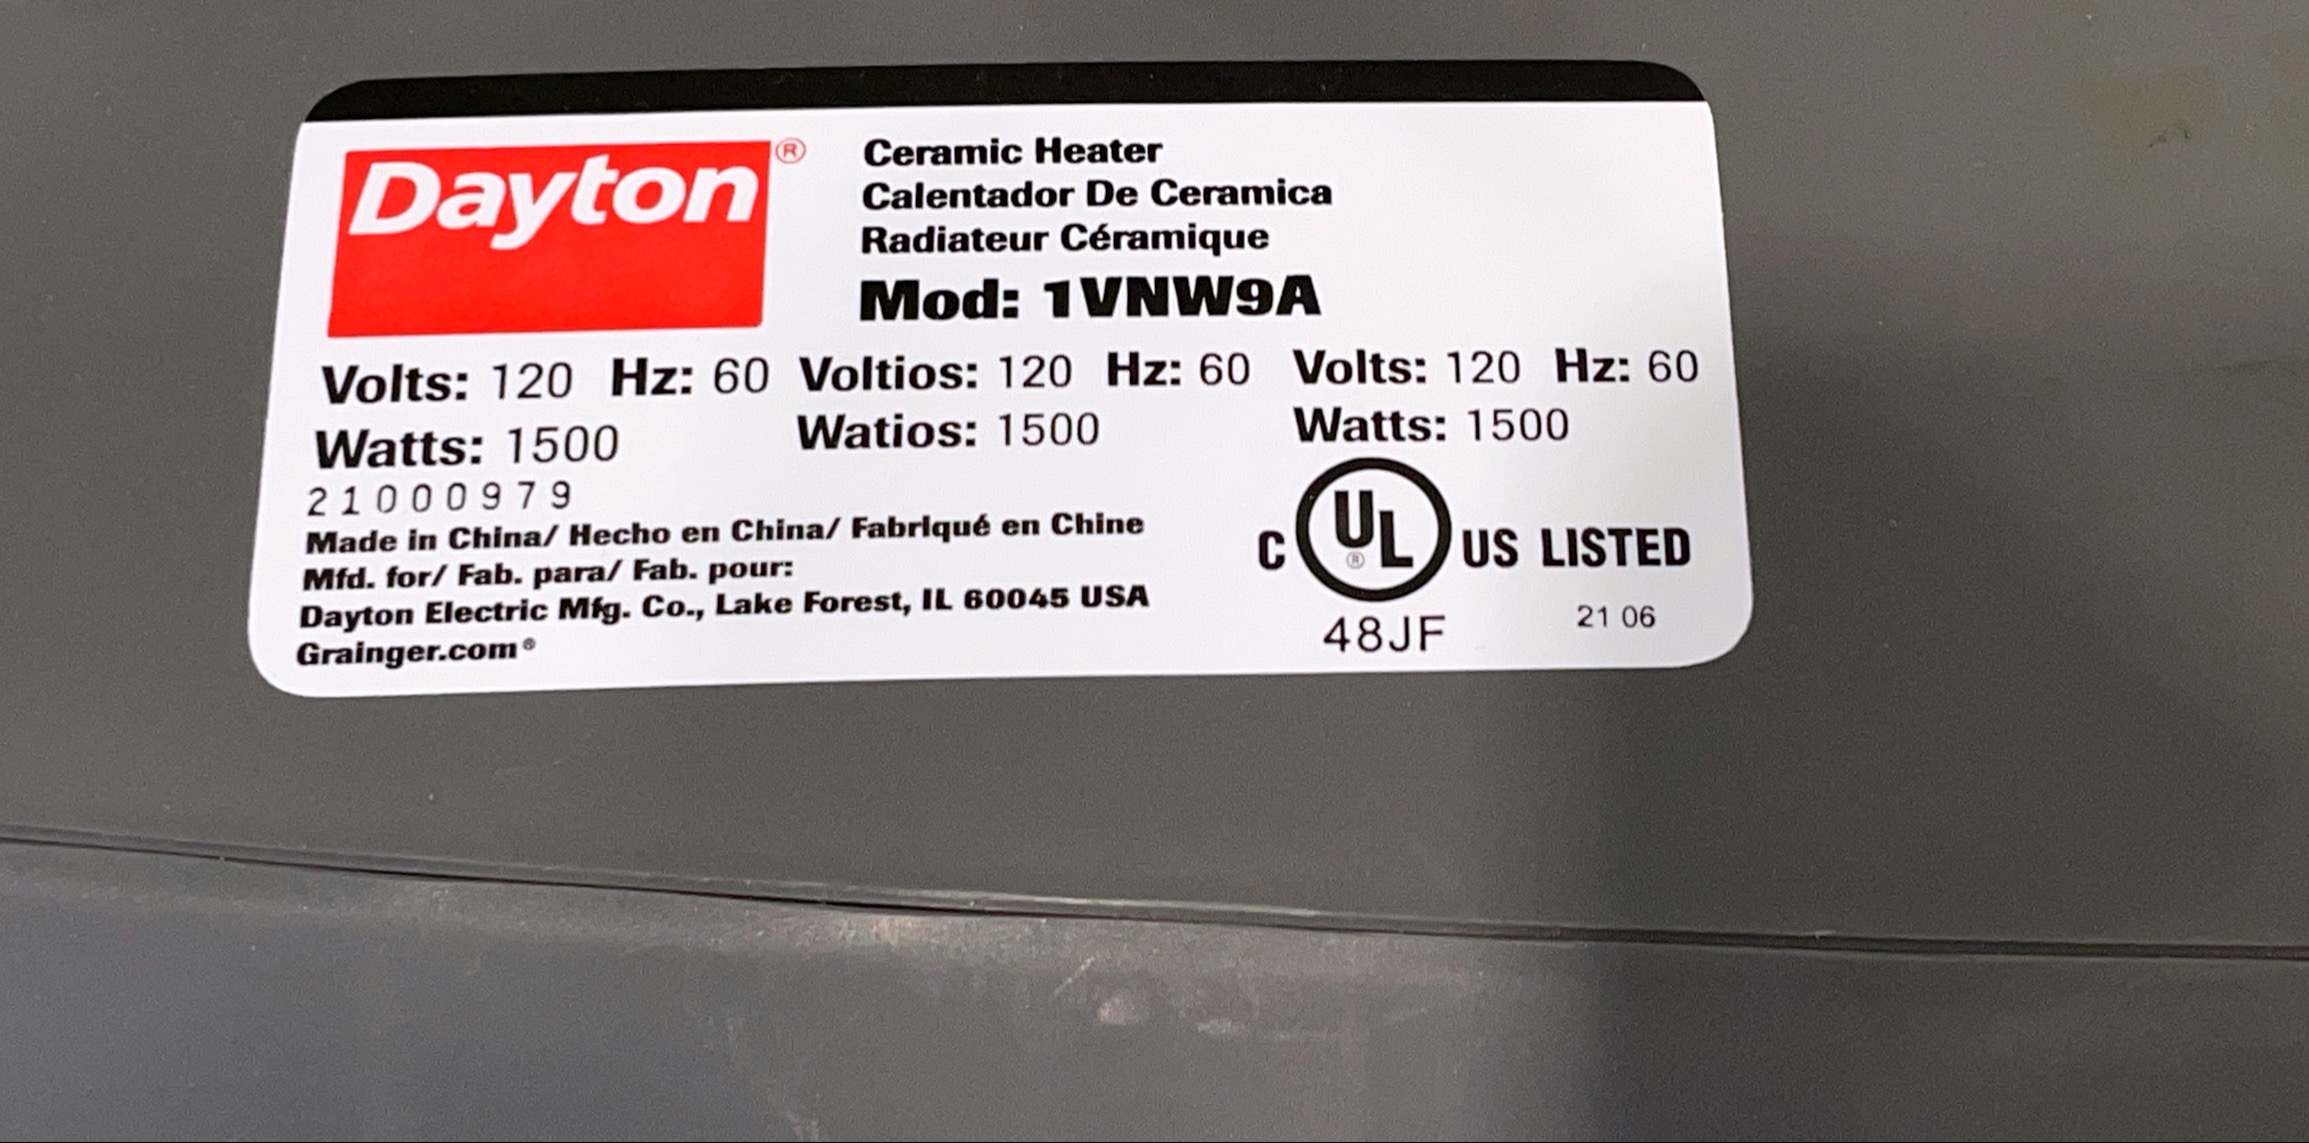 Dayton®
Ceramic Heater
Calentador De Ceramica
Radiateur Céramique
Mod: 1VNW9A
Volts: 120 Hz: 60 Voltios: 120 Hz: 60 Volts: 120 Hz: 60
Watts: 1500 Watios: 1500 Watts: 1500
21000979
Made in China/ Hecho en China/ Fabriqué en Chine
Mfd. for/ Fab. para/ Fab. pour:
Dayton Electric Mfg. Co., Lake Forest, IL 60045 USA
Grainger.com®
C UL® US LISTED
48JF 21 06